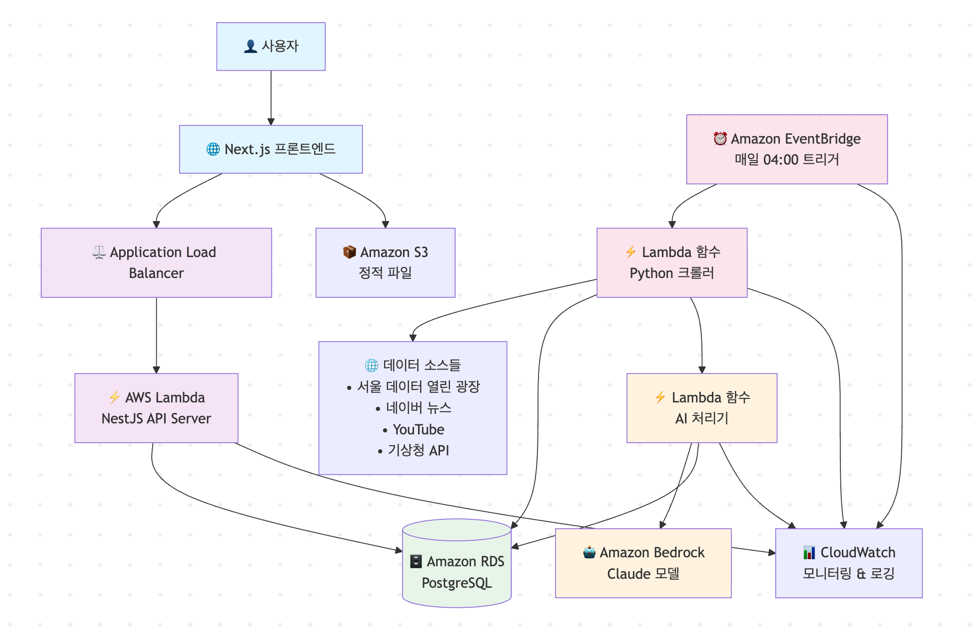 👤 사용자
🌐 Next.js 프론트엔드
⏰ Amazon EventBridge
매일 04:00 트리거
⚖️ Application Load
Balancer
📦 Amazon S3
정적 파일
⚡ Lambda 함수
Python 크롤러
🌐 데이터 소스들
• 서울 데이터 열린 광장
• 네이버 뉴스
• YouTube
• 기상청 API
⚡ AWS Lambda
NestJS API Server
⚡ Lambda 함수
AI 처리기
🗄️ Amazon RDS
PostgreSQL
🤖 Amazon Bedrock
Claude 모델
📊 CloudWatch
모니터링 & 로깅